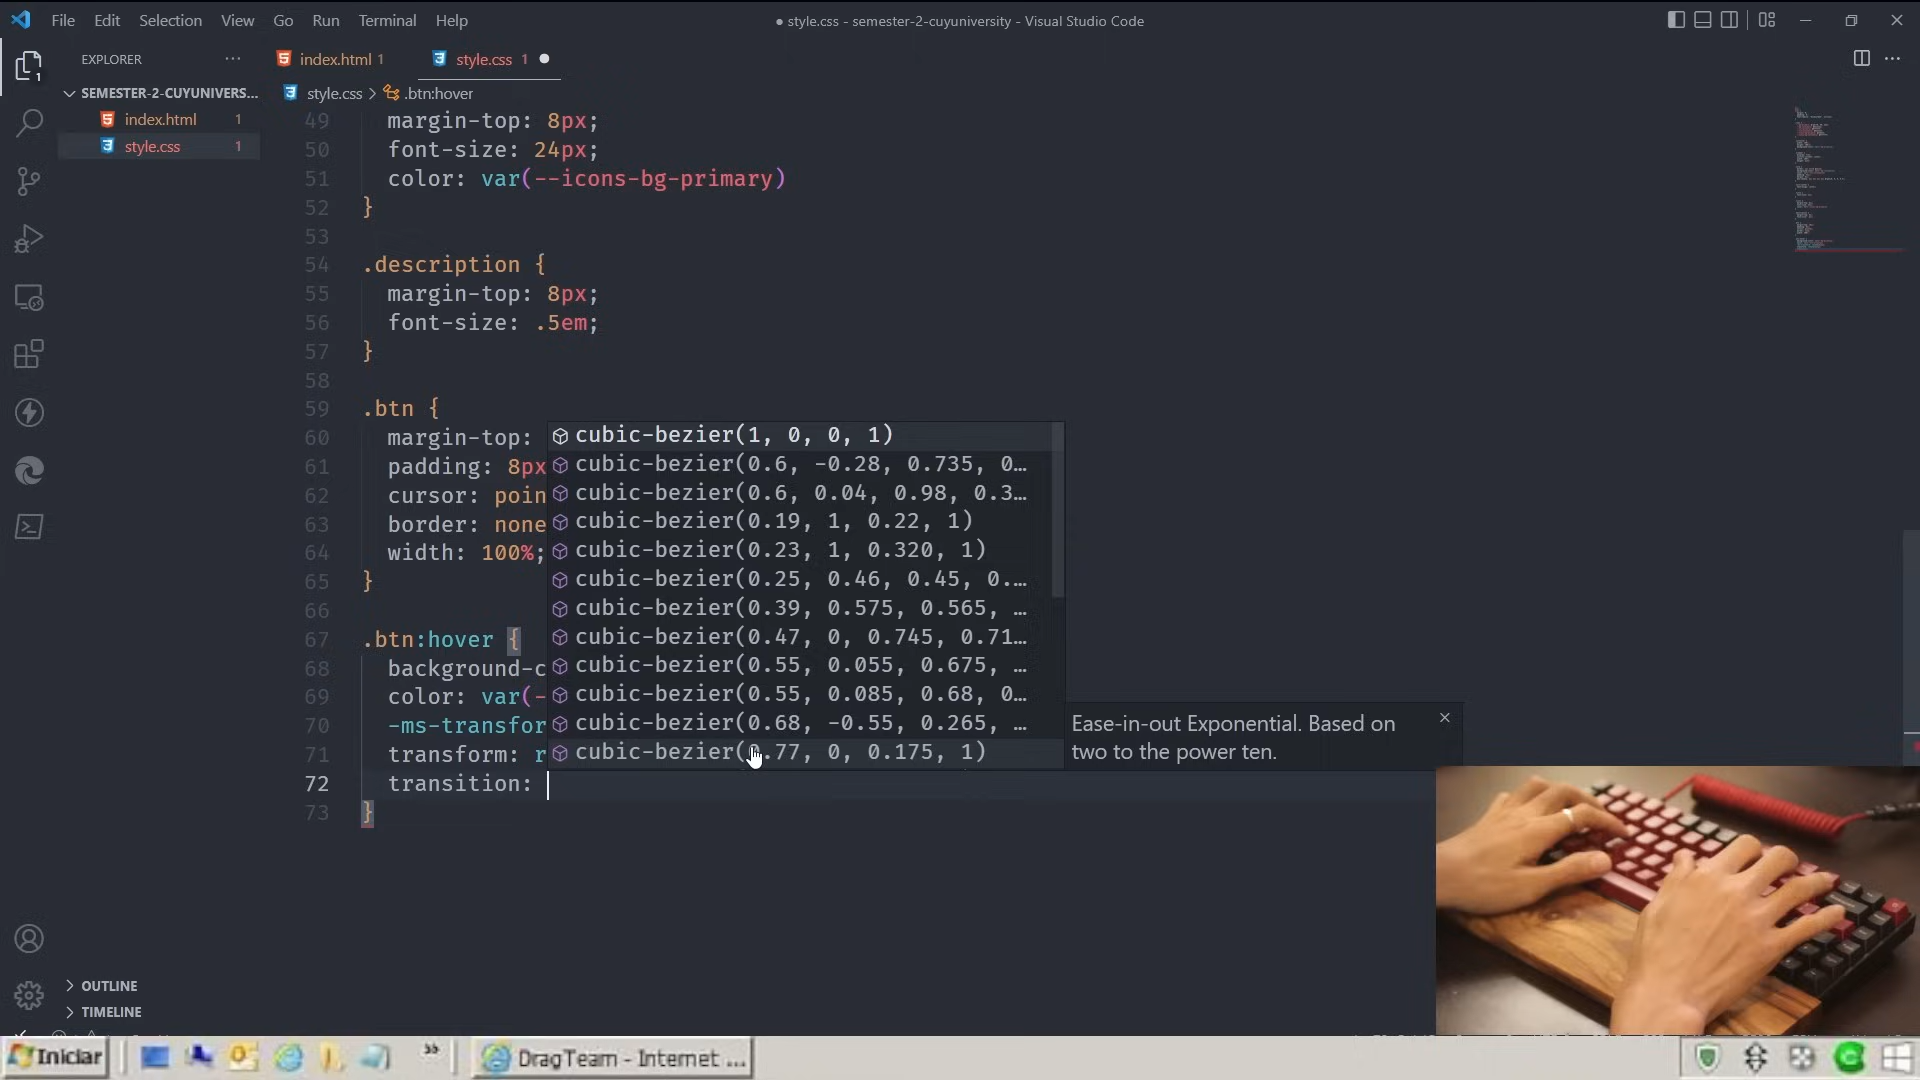 File Edit Selection View Go Run Terminal Help
● style.css - semester-2-cuyuniversity - Visual Studio Code
EXPLORER
index.html 1
style.css 1
SEMESTER-2-CUYUNIVERS...
index.html 1
style.css 1
style.css > .btn:hover
49 margin-top: 8px;
50 font-size: 24px;
51 color: var(--icons-bg-primary)
52 }
53
54 .description {
55 margin-top: 8px;
56 font-size: .5em;
57 }
58
59 .btn {
60 margin-top:
61 padding: 8px
62 cursor: poin
63 border: none
64 width: 100%;
65 }
66
67 .btn:hover {
68 background-c
69 color: var(-
70 -ms-transfor
71 transform: r
72 transition:
73 }
cubic-bezier(1, 0, 0, 1)
cubic-bezier(0.6, -0.28, 0.735, 0…
cubic-bezier(0.6, 0.04, 0.98, 0.3…
cubic-bezier(0.19, 1, 0.22, 1)
cubic-bezier(0.23, 1, 0.320, 1)
cubic-bezier(0.25, 0.46, 0.45, 0.…
cubic-bezier(0.39, 0.575, 0.565, …
cubic-bezier(0.47, 0, 0.745, 0.71…
cubic-bezier(0.55, 0.055, 0.675, …
cubic-bezier(0.55, 0.085, 0.68, 0…
cubic-bezier(0.68, -0.55, 0.265, …
cubic-bezier(0.77, 0, 0.175, 1)
Ease-in-out Exponential. Based on
two to the power ten.
OUTLINE
TIMELINE
Iniciar
DragTeam - Internet ...